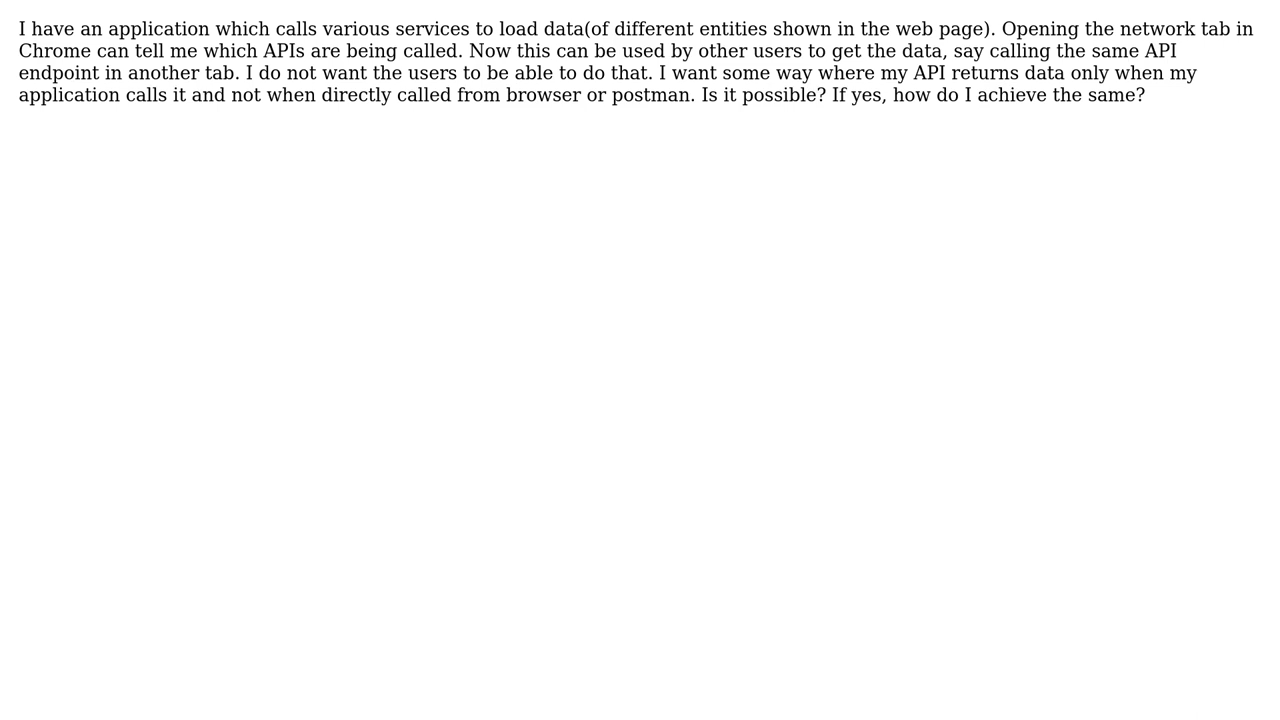 I have an application which calls various services to load data(of different entities shown in the web page). Opening the network tab in
Chrome can tell me which APIs are being called. Now this can be used by other users to get the data, say calling the same API
endpoint in another tab. I do not want the users to be able to do that. I want some way where my API returns data only when my
application calls it and not when directly called from browser or postman. Is it possible? If yes, how do I achieve the same?